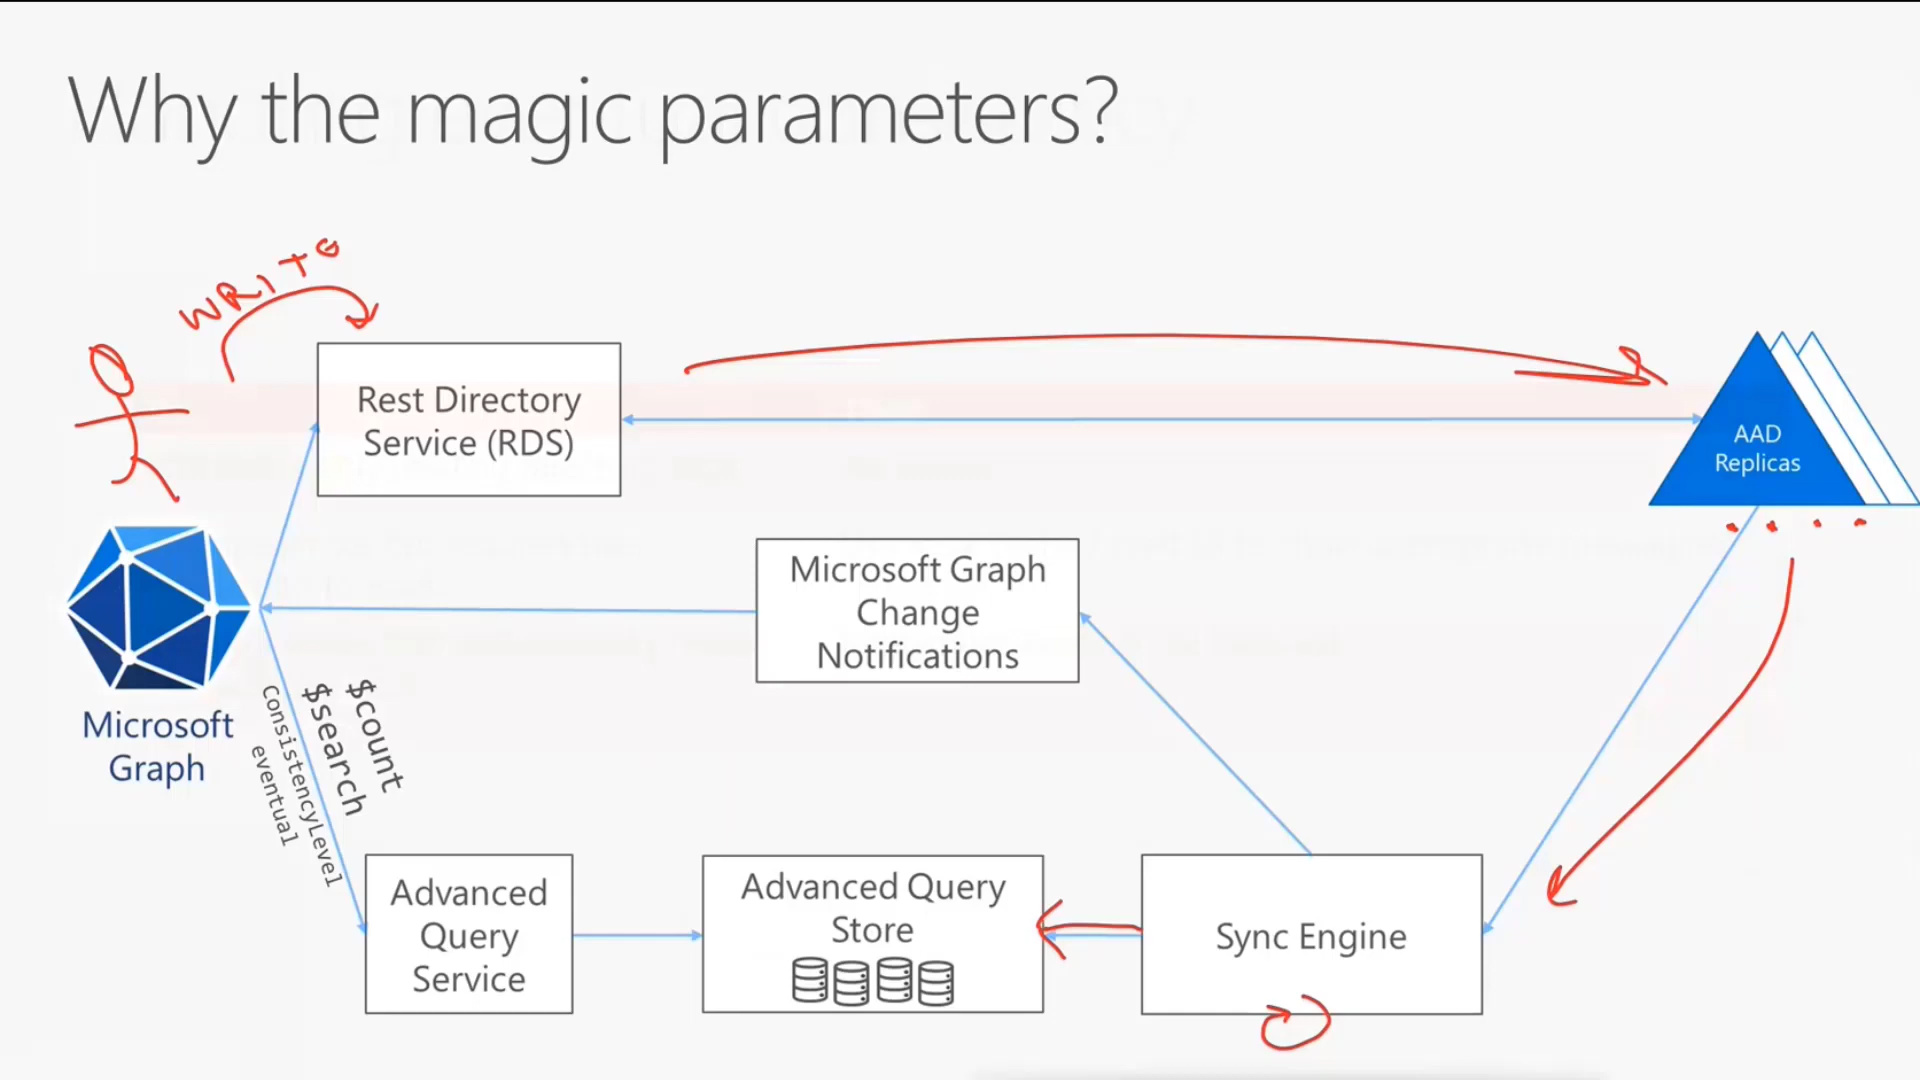 Why the magic parameters?
WRITE
Rest Directory
Service (RDS)
AAD
Replicas
Microsoft Graph
Change
Notifications
Microsoft
Graph
$count
$search
ConsistencyLevel
eventual
Advanced
Query
Service
Advanced Query
Store
Sync Engine